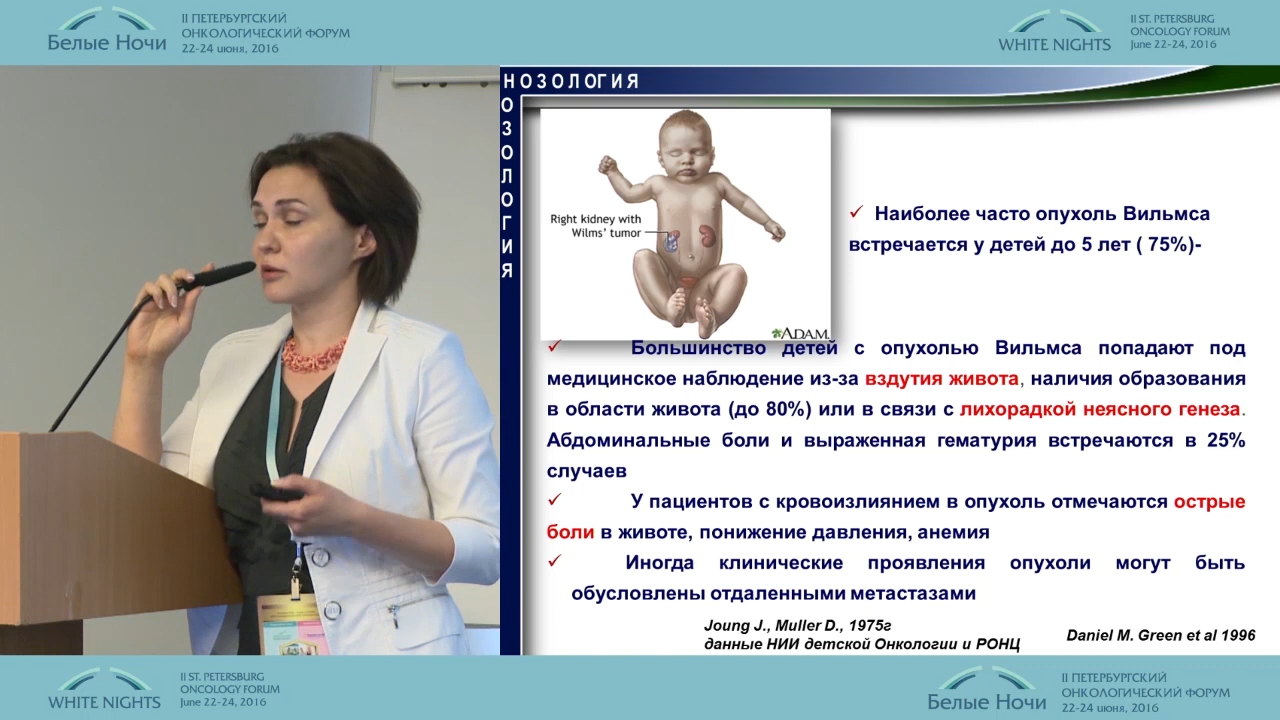 Белые Ночи
II ПЕТЕРБУРГСКИЙ
ОНКОЛОГИЧЕСКИЙ ФОРУМ
22-24 июня, 2016
WHITE NIGHTS
II ST. PETERSBURG
ONCOLOGY FORUM
June 22-24, 2016
НОЗОЛОГИЯ
НОЗОЛОГИЯ
Right kidney with
Wilms' tumor
ADAM.
✓ Наиболее часто опухоль Вильмса
встречается у детей до 5 лет ( 75%)-
✓ Большинство детей с опухолью Вильмса попадают под
медицинское наблюдение из-за вздутия живота, наличия образования
в области живота (до 80%) или в связи с лихорадкой неясного генеза.
Абдоминальные боли и выраженная гематурия встречаются в 25%
случаев
✓ У пациентов с кровоизлиянием в опухоль отмечаются острые
боли в животе, понижение давления, анемия
✓ Иногда клинические проявления опухоли могут быть
обусловлены отдаленными метастазами
Joung J., Muller D., 1975г
данные НИИ детской Онкологии и РОНЦ
Daniel M. Green et al 1996
WHITE NIGHTS
II ST. PETERSBURG
ONCOLOGY FORUM
June 22-24, 2016
Белые Ночи
II ПЕТЕРБУРГСКИЙ
ОНКОЛОГИЧЕСКИЙ ФОРУМ
22-24 июня, 2016